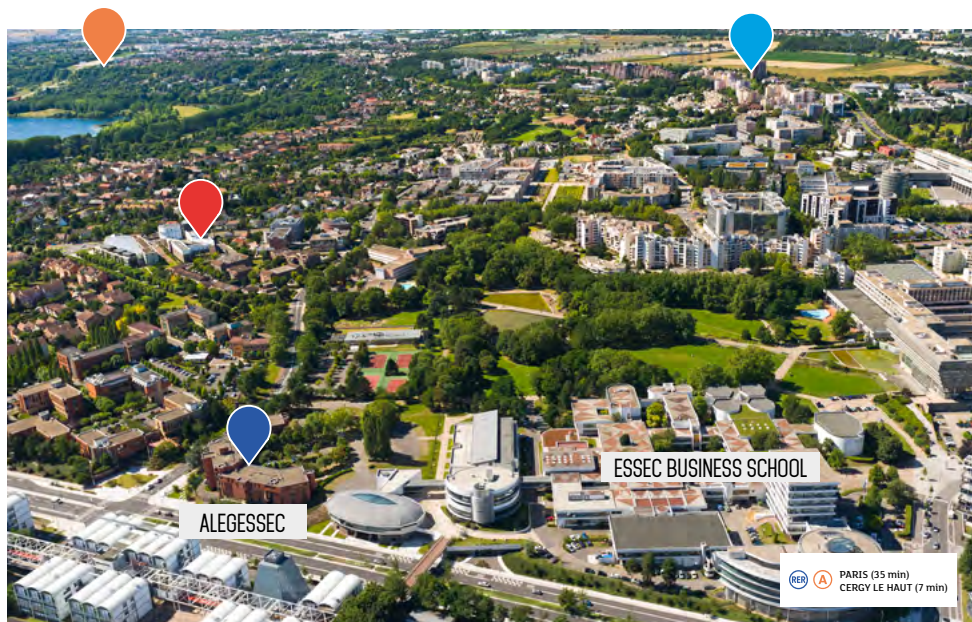 ESSEC BUSINESS SCHOOL
ALEGESSEC
RER A PARIS (35 min)
CERGY LE HAUT (7 min)